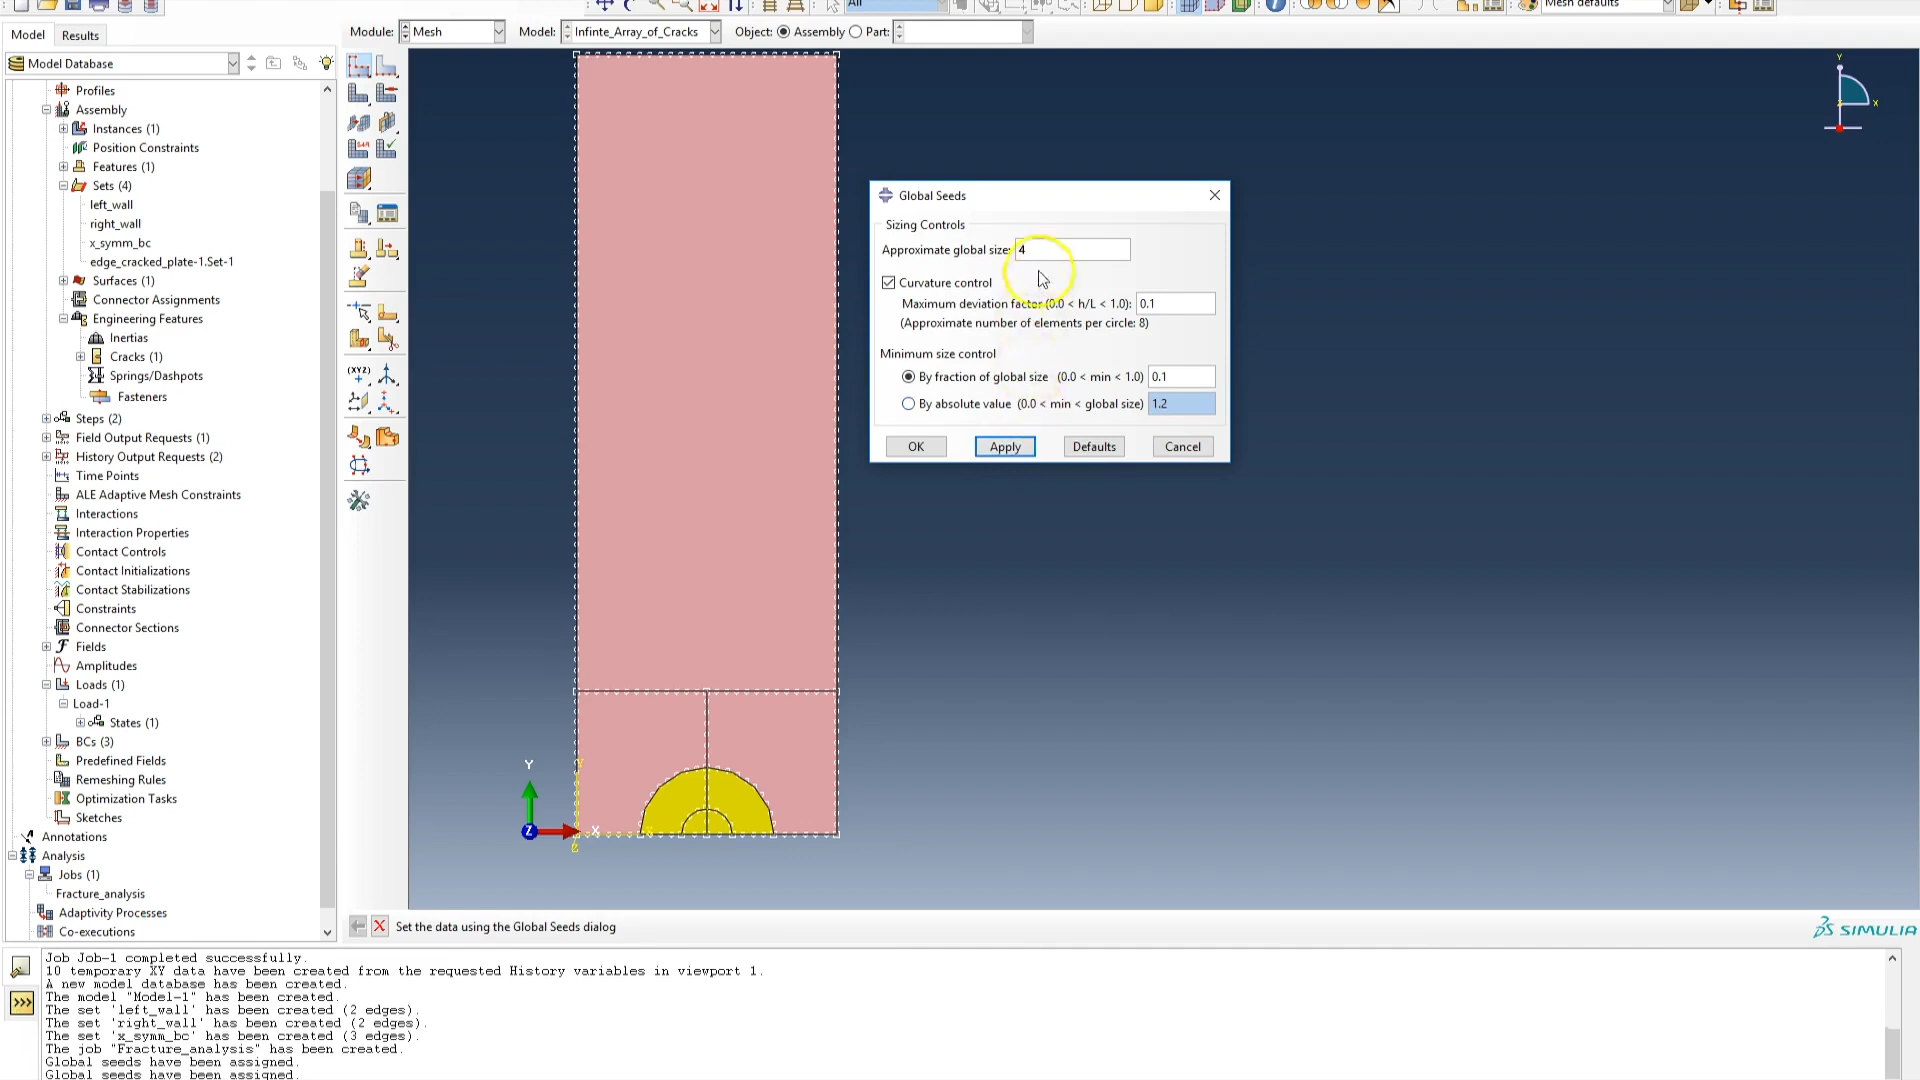 All
Mesh defaults
Model Results
Module: Mesh Model: Infinte_Array_of_Cracks Object: Assembly Part:
Model Database
Profiles
Assembly
Instances (1)
Position Constraints
Features (1)
Sets (4)
left_wall
right_wall
x_symm_bc
edge_cracked_plate-1.Set-1
Surfaces (1)
Connector Assignments
Engineering Features
Inertias
Cracks (1)
Springs/Dashpots
Fasteners
Steps (2)
Field Output Requests (1)
History Output Requests (2)
Time Points
ALE Adaptive Mesh Constraints
Interactions
Interaction Properties
Contact Controls
Contact Initializations
Contact Stabilizations
Constraints
Connector Sections
Fields
Amplitudes
Loads (1)
Load-1
States (1)
BCs (3)
Predefined Fields
Remeshing Rules
Optimization Tasks
Sketches
Annotations
Analysis
Jobs (1)
Fracture_analysis
Adaptivity Processes
Co-executions
(XYZ)
Y
X
Global Seeds
Sizing Controls
Approximate global size: 4
Curvature control
Maximum deviation factor (0.0 < h/L < 1.0): 0.1
(Approximate number of elements per circle: 8)
Minimum size control
By fraction of global size (0.0 < min < 1.0) 0.1
By absolute value (0.0 < min < global size) 1.2
OK Apply Defaults Cancel
Y
Z
X
Set the data using the Global Seeds dialog
SIMULIA
Job Job-1 completed successfully.
10 temporary XY data have been created from the requested History variables in viewport 1.
A new model database has been created.
The model "Model-1" has been created.
The set 'left_wall' has been created (2 edges).
The set 'right_wall' has been created (2 edges).
The set 'x_symm_bc' has been created (3 edges).
The job "Fracture_analysis" has been created.
Global seeds have been assigned.
Global seeds have been assigned.